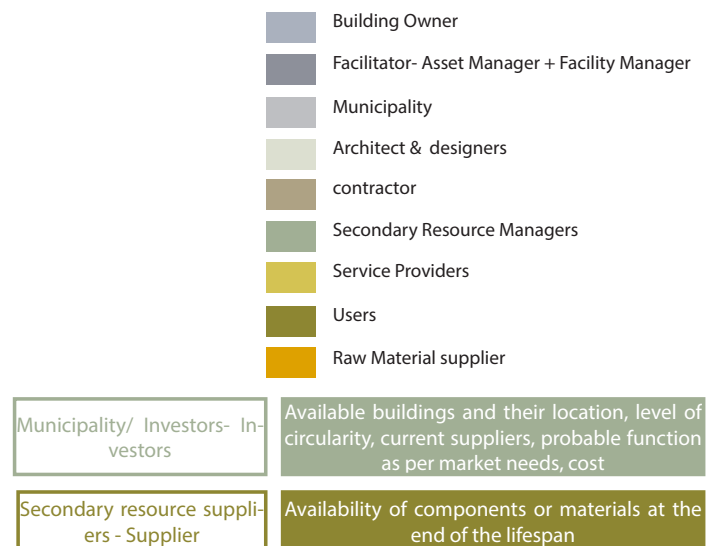 Building Owner
Facilitator- Asset Manager + Facility Manager
Municipality
Architect & designers
contractor
Secondary Resource Managers
Service Providers
Users
Raw Material supplier
Municipality/ Investors- In-
vestors
Available buildings and their location, level of
circularity, current suppliers, probable function
as per market needs, cost
Secondary resource suppli-
ers - Supplier
Availability of components or materials at the
end of the lifespan